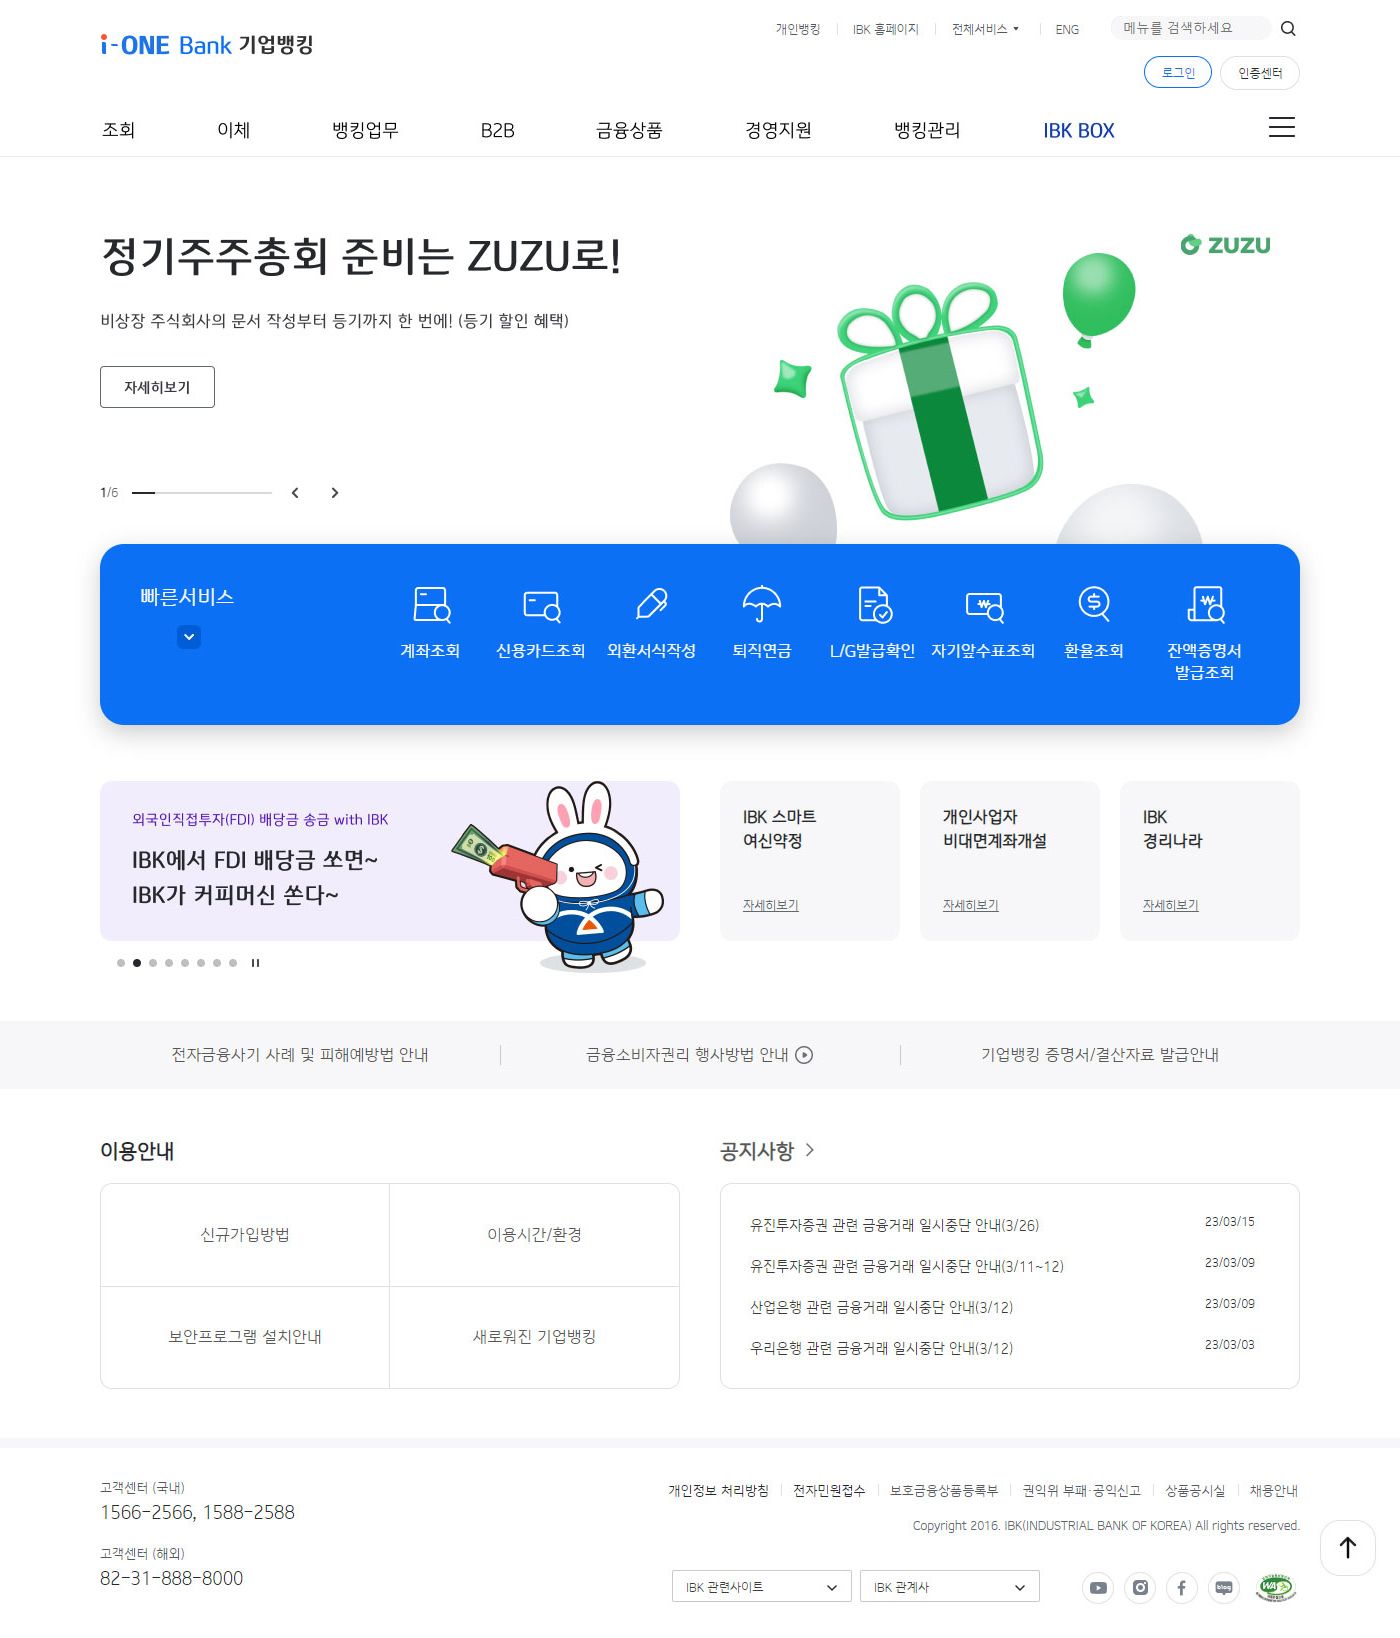 개인뱅킹
IBK 홈페이지
전체서비스
ENG
메뉴를 검색하세요
i-ONE Bank 기업뱅킹
로그인
인증센터
조회
이체
뱅킹업무
B2B
금융상품
경영지원
뱅킹관리
IBK BOX
정기주주총회 준비는 ZUZU로!
ZUZU
비상장 주식회사의 문서 작성부터 등기까지 한 번에! (등기 할인 혜택)
자세히보기
1/6
빠른서비스
계좌조회
신용카드조회
외환서식작성
퇴직연금
L/G발급확인
자기앞수표조회
환율조회
잔액증명서
발급조회
외국인직접투자(FDI) 배당금 송금 with IBK
IBK에서 FDI 배당금 쏘면~
IBK가 커피머신 쏜다~
IBK 스마트
여신약정
자세히보기
개인사업자
비대면계좌개설
자세히보기
IBK
경리나라
자세히보기
전자금융사기 사례 및 피해예방법 안내
금융소비자권리 행사방법 안내
기업뱅킹 증명서/결산자료 발급안내
이용안내
신규가입방법
이용시간/환경
보안프로그램 설치안내
새로워진 기업뱅킹
공지사항
유진투자증권 관련 금융거래 일시중단 안내(3/26) 23/03/15
유진투자증권 관련 금융거래 일시중단 안내(3/11~12) 23/03/09
산업은행 관련 금융거래 일시중단 안내(3/12) 23/03/09
우리은행 관련 금융거래 일시중단 안내(3/12) 23/03/03
고객센터 (국내)
1566-2566, 1588-2588
고객센터 (해외)
82-31-888-8000
개인정보 처리방침
전자민원접수
보호금융상품등록부
권익위 부패·공익신고
상품공시실
채용안내
Copyright 2016. IBK(INDUSTRIAL BANK OF KOREA) All rights reserved.
IBK 관련사이트
IBK 관계사
blog
WA